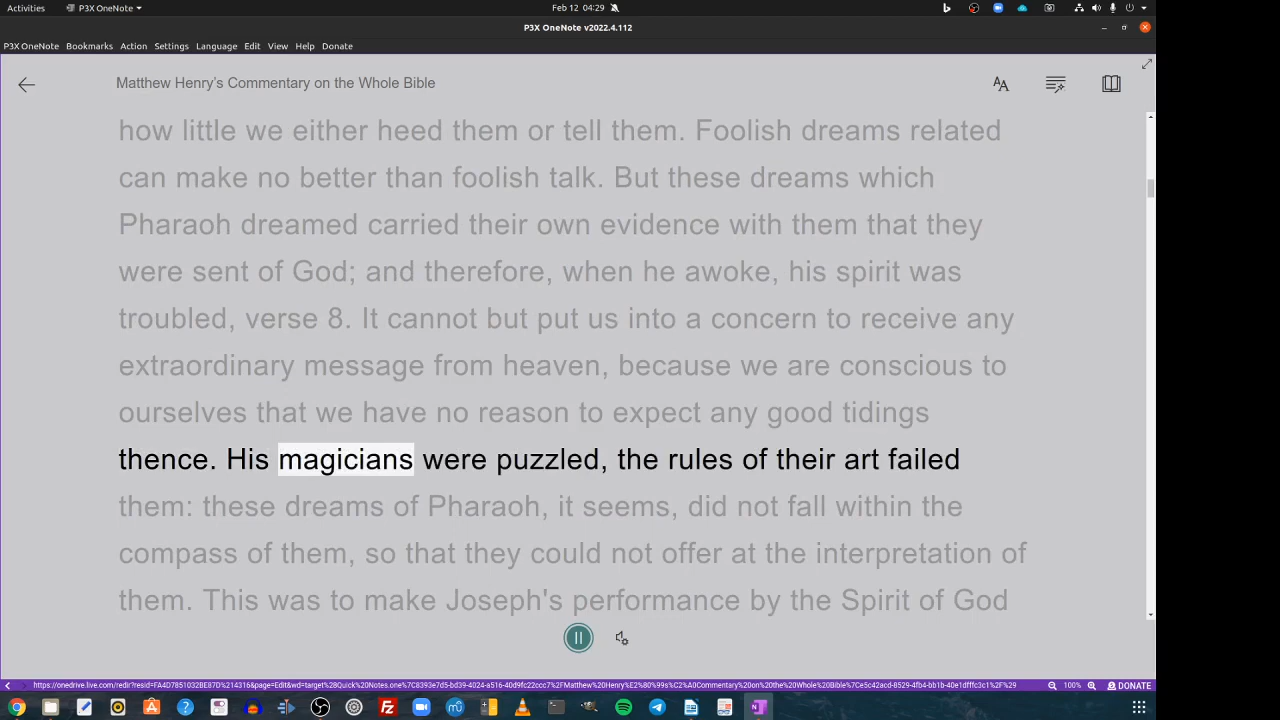 Activities
P3X OneNote
Feb 12 04:29
P3X OneNote v2022.4.112
P3X OneNote Bookmarks Action Settings Language Edit View Help Donate
Matthew Henry's Commentary on the Whole Bible
how little we either heed them or tell them. Foolish dreams related
can make no better than foolish talk. But these dreams which
Pharaoh dreamed carried their own evidence with them that they
were sent of God; and therefore, when he awoke, his spirit was
troubled, verse 8. It cannot but put us into a concern to receive any
extraordinary message from heaven, because we are conscious to
ourselves that we have no reason to expect any good tidings
thence. His magicians were puzzled, the rules of their art failed
them: these dreams of Pharaoh, it seems, did not fall within the
compass of them, so that they could not offer at the interpretation of
them. This was to make Joseph's performance by the Spirit of God
100%
DONATE